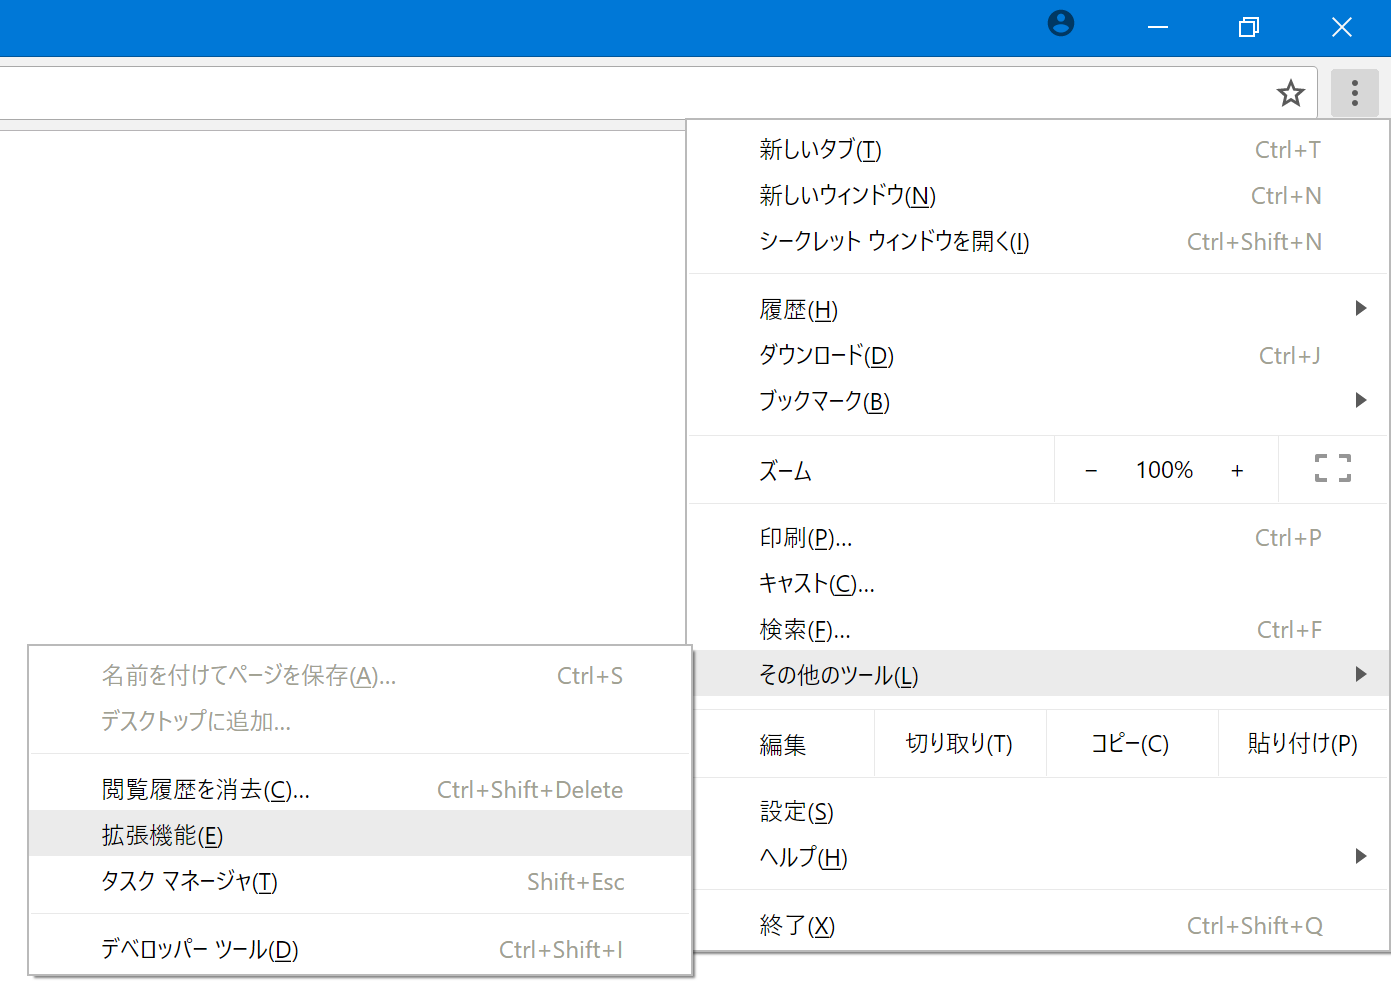 新しいタブ(T) Ctrl+T
新しいウィンドウ(N) Ctrl+N
シークレット ウィンドウを開く(I) Ctrl+Shift+N
履歴(H)
ダウンロード(D) Ctrl+J
ブックマーク(B)
ズーム − 100% +
印刷(P)... Ctrl+P
キャスト(C)...
検索(F)... Ctrl+F
その他のツール(L)
編集 切り取り(T) コピー(C) 貼り付け(P)
設定(S)
ヘルプ(H)
終了(X) Ctrl+Shift+Q
名前を付けてページを保存(A)... Ctrl+S
デスクトップに追加...
閲覧履歴を消去(C)... Ctrl+Shift+Delete
拡張機能(E)
タスク マネージャ(T) Shift+Esc
デベロッパー ツール(D) Ctrl+Shift+I